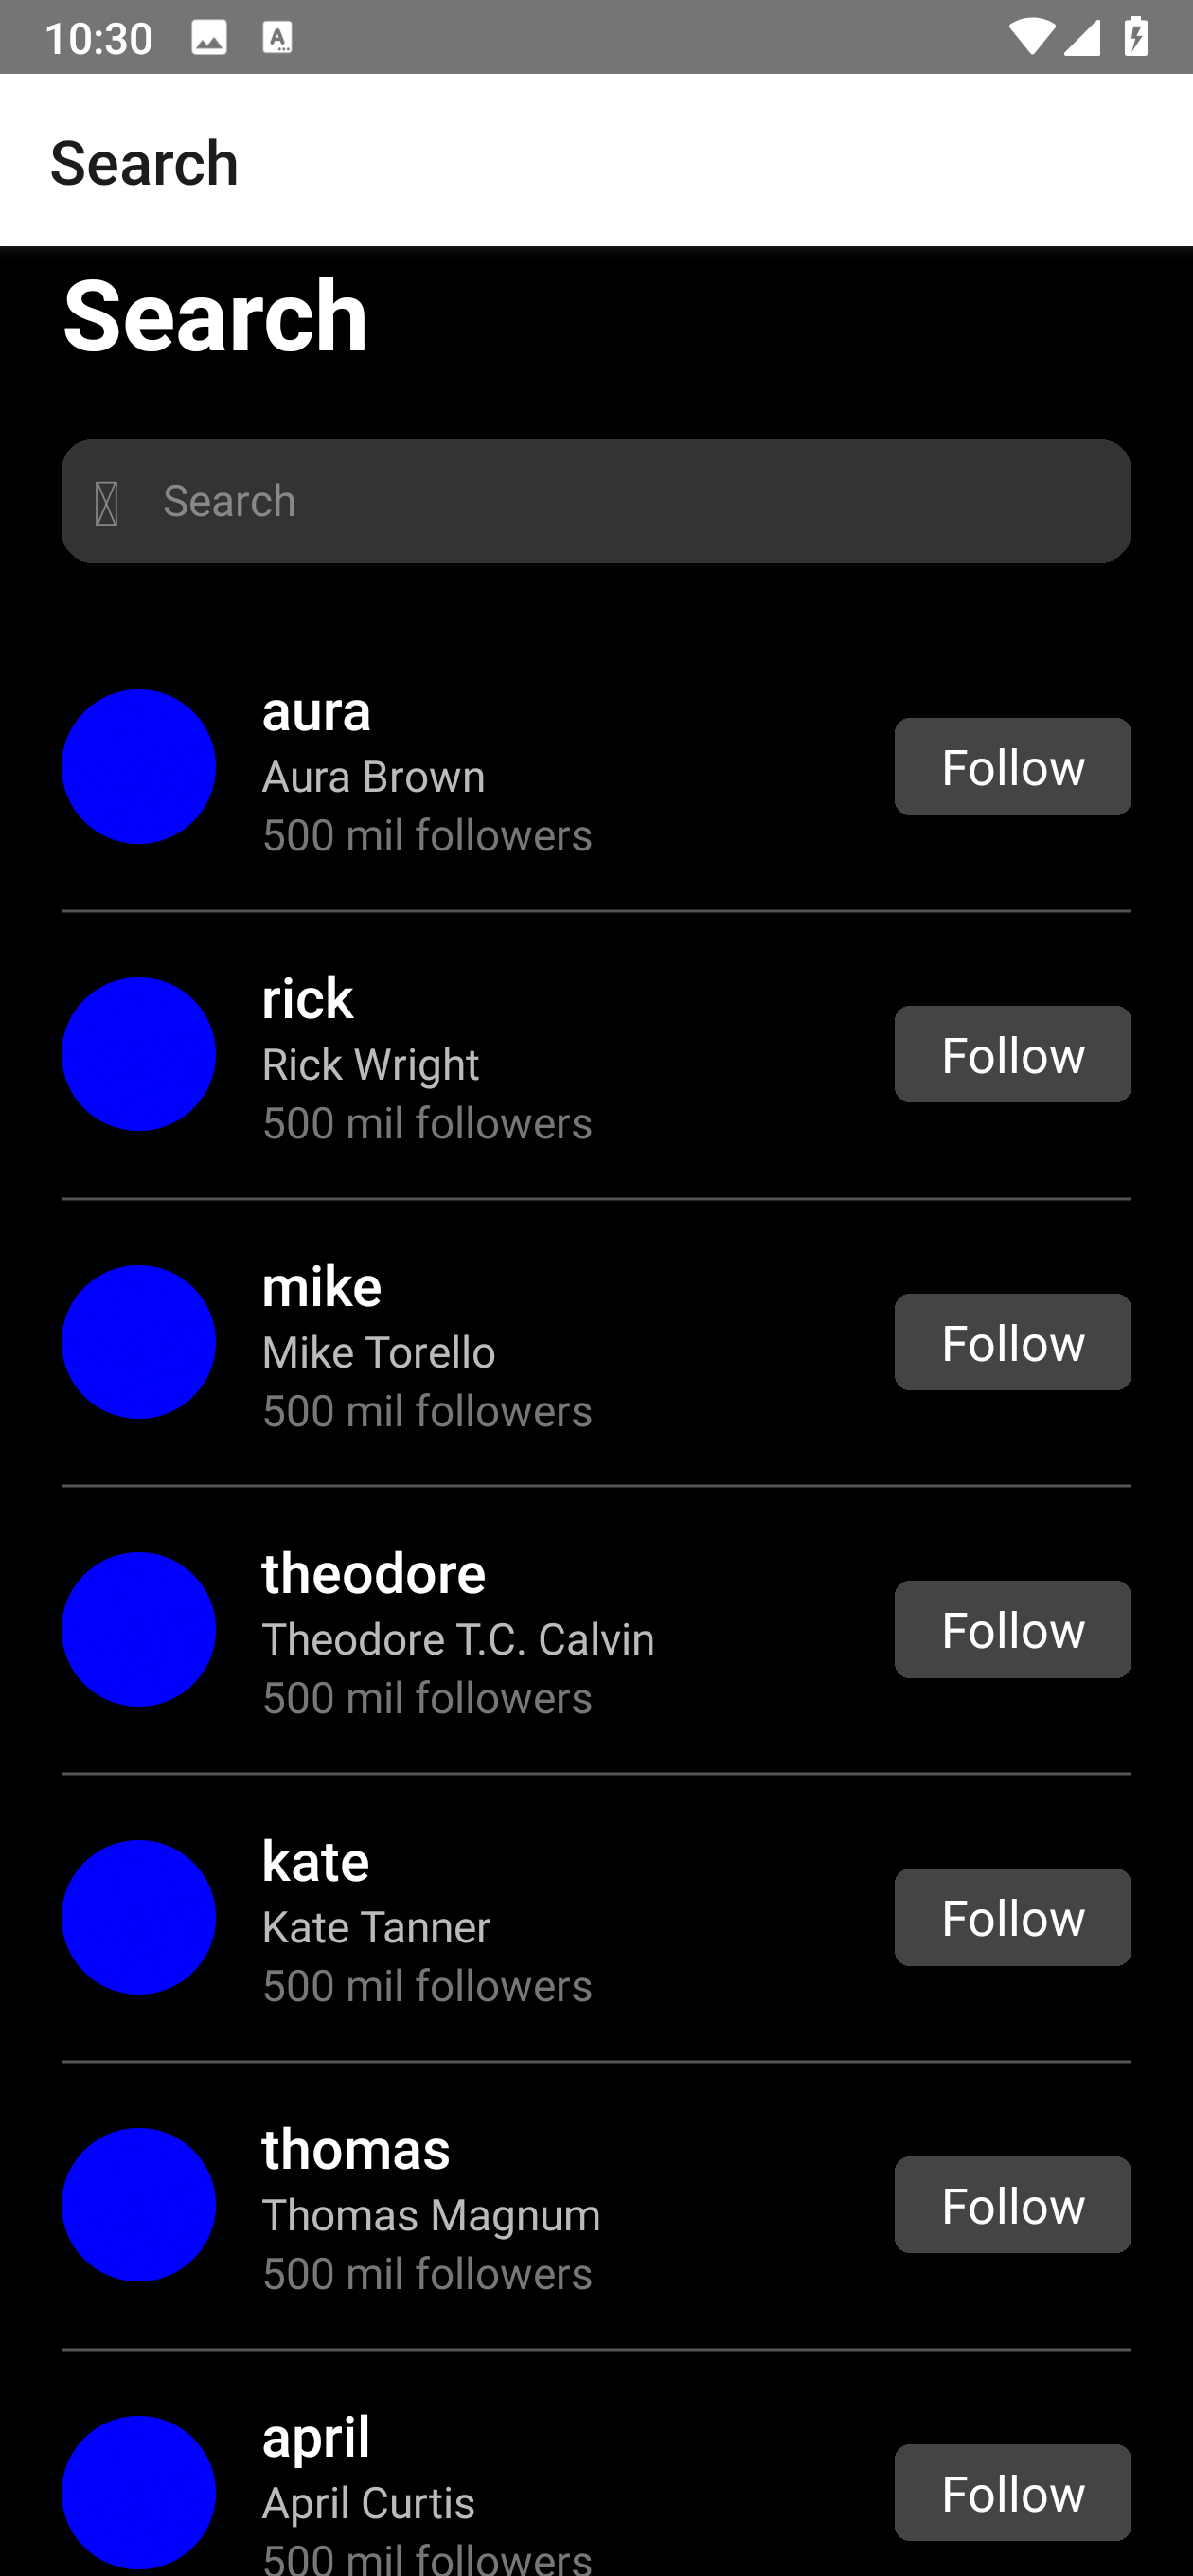 10:30
Search
Search
Search
aura
Aura Brown
500 mil followers
Follow
rick
Rick Wright
500 mil followers
Follow
mike
Mike Torello
500 mil followers
Follow
theodore
Theodore T.C. Calvin
500 mil followers
Follow
kate
Kate Tanner
500 mil followers
Follow
thomas
Thomas Magnum
500 mil followers
Follow
april
April Curtis
500 mil followers
Follow